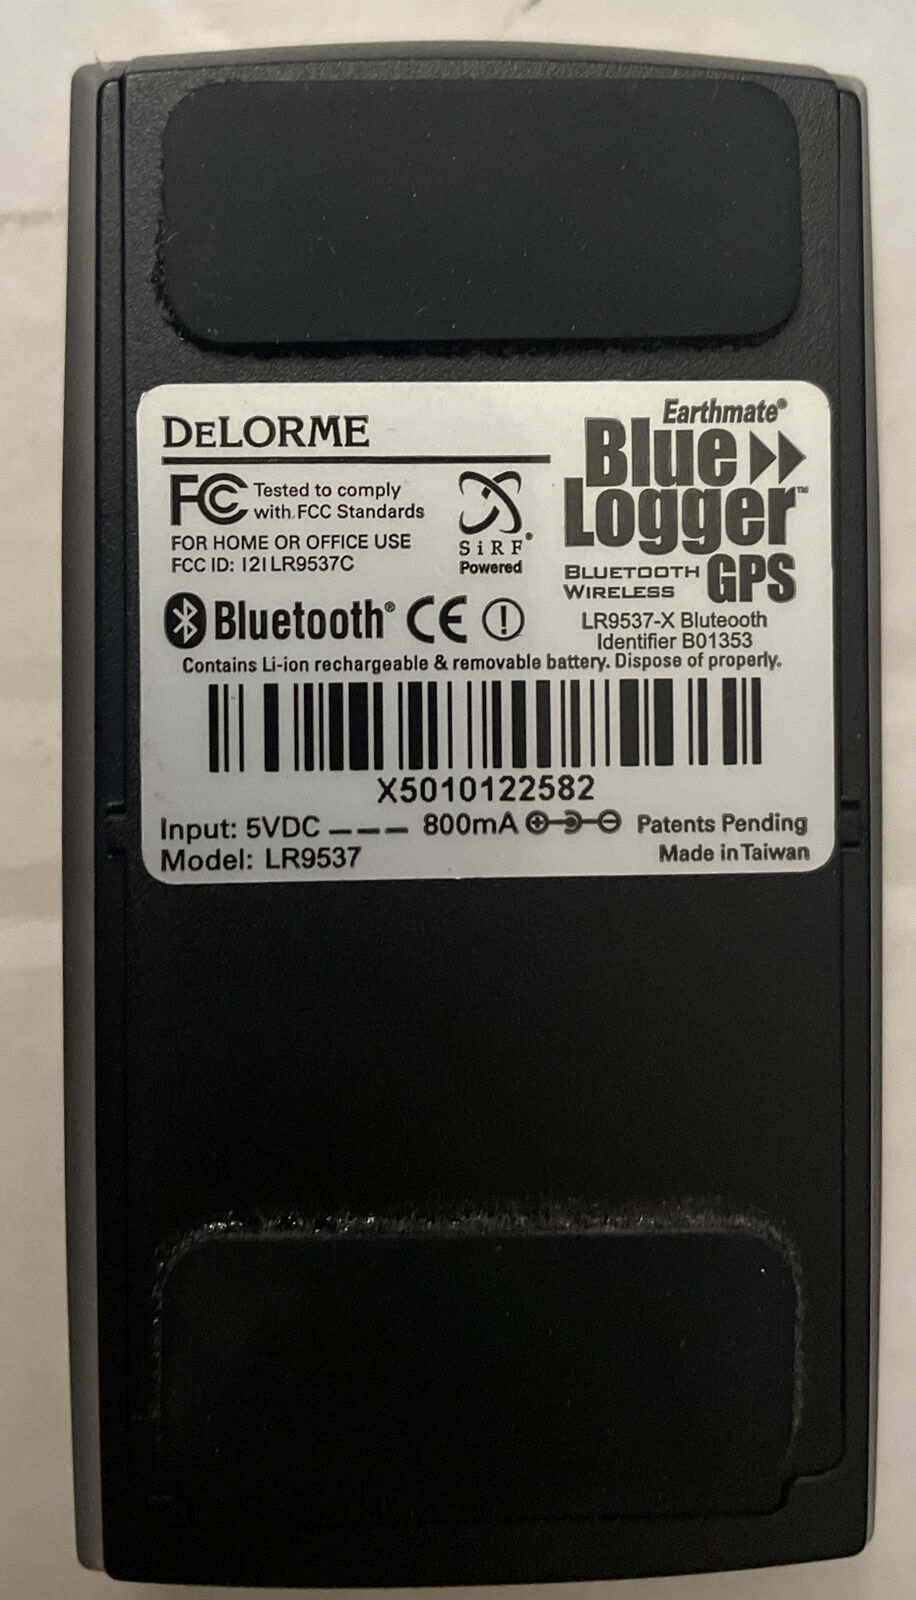 DELORME
Earthmate®
Blue
Logger™
BLUETOOTH WIRELESS GPS
FC Tested to comply
with FCC Standards
FOR HOME OR OFFICE USE
FCC ID: I2ILR9537C
SiRF®
Powered
LR9537-X Bluteooth
Identifier B01353
Bluetooth® CE
Contains Li-ion rechargeable & removable battery. Dispose of properly.
X5010122582
Input: 5VDC 800mA
Patents Pending
Model: LR9537
Made in Taiwan